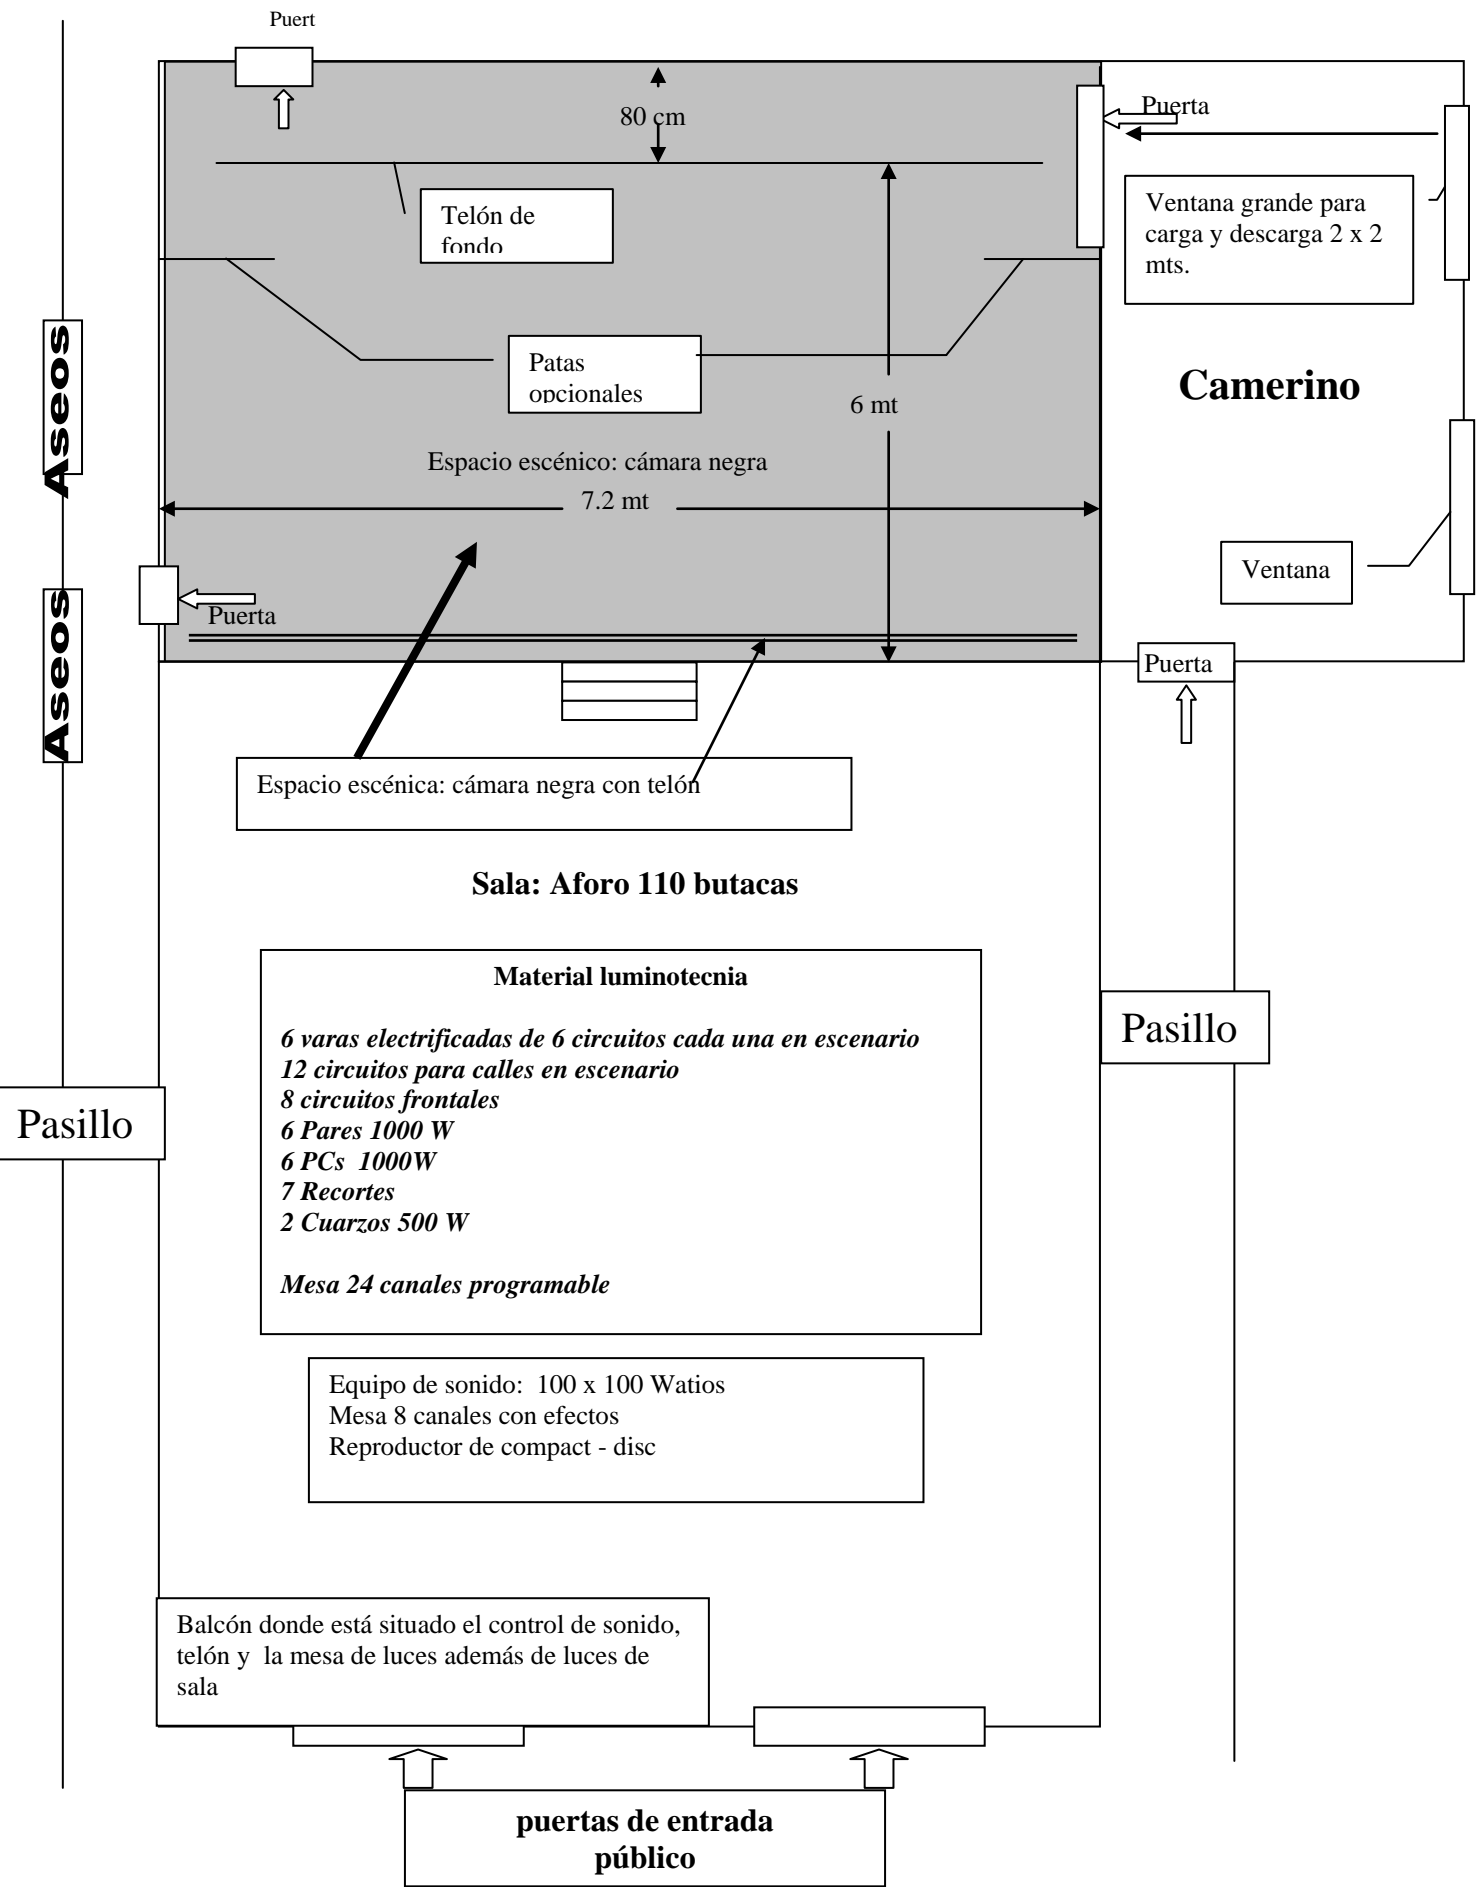 Puert
80 cm
Puerta
Telón de
fondo
Ventana grande para
carga y descarga 2 x 2
mts.
Aseos
Patas
opcionales
Camerino
6 mt
Espacio escénico: cámara negra
7.2 mt
Ventana
Puerta
Aseos
Puerta
Espacio escénica: cámara negra con telón
Sala: Aforo 110 butacas
Material luminotecnia
6 varas electrificadas de 6 circuitos cada una en escenario
12 circuitos para calles en escenario
8 circuitos frontales
6 Pares 1000 W
6 PCs  1000W
7 Recortes
2 Cuarzos 500 W
Mesa 24 canales programable
Pasillo
Pasillo
Equipo de sonido:  100 x 100 Watios
Mesa 8 canales con efectos
Reproductor de compact - disc
Balcón donde está situado el control de sonido,
telón y  la mesa de luces además de luces de
sala
puertas de entrada
público